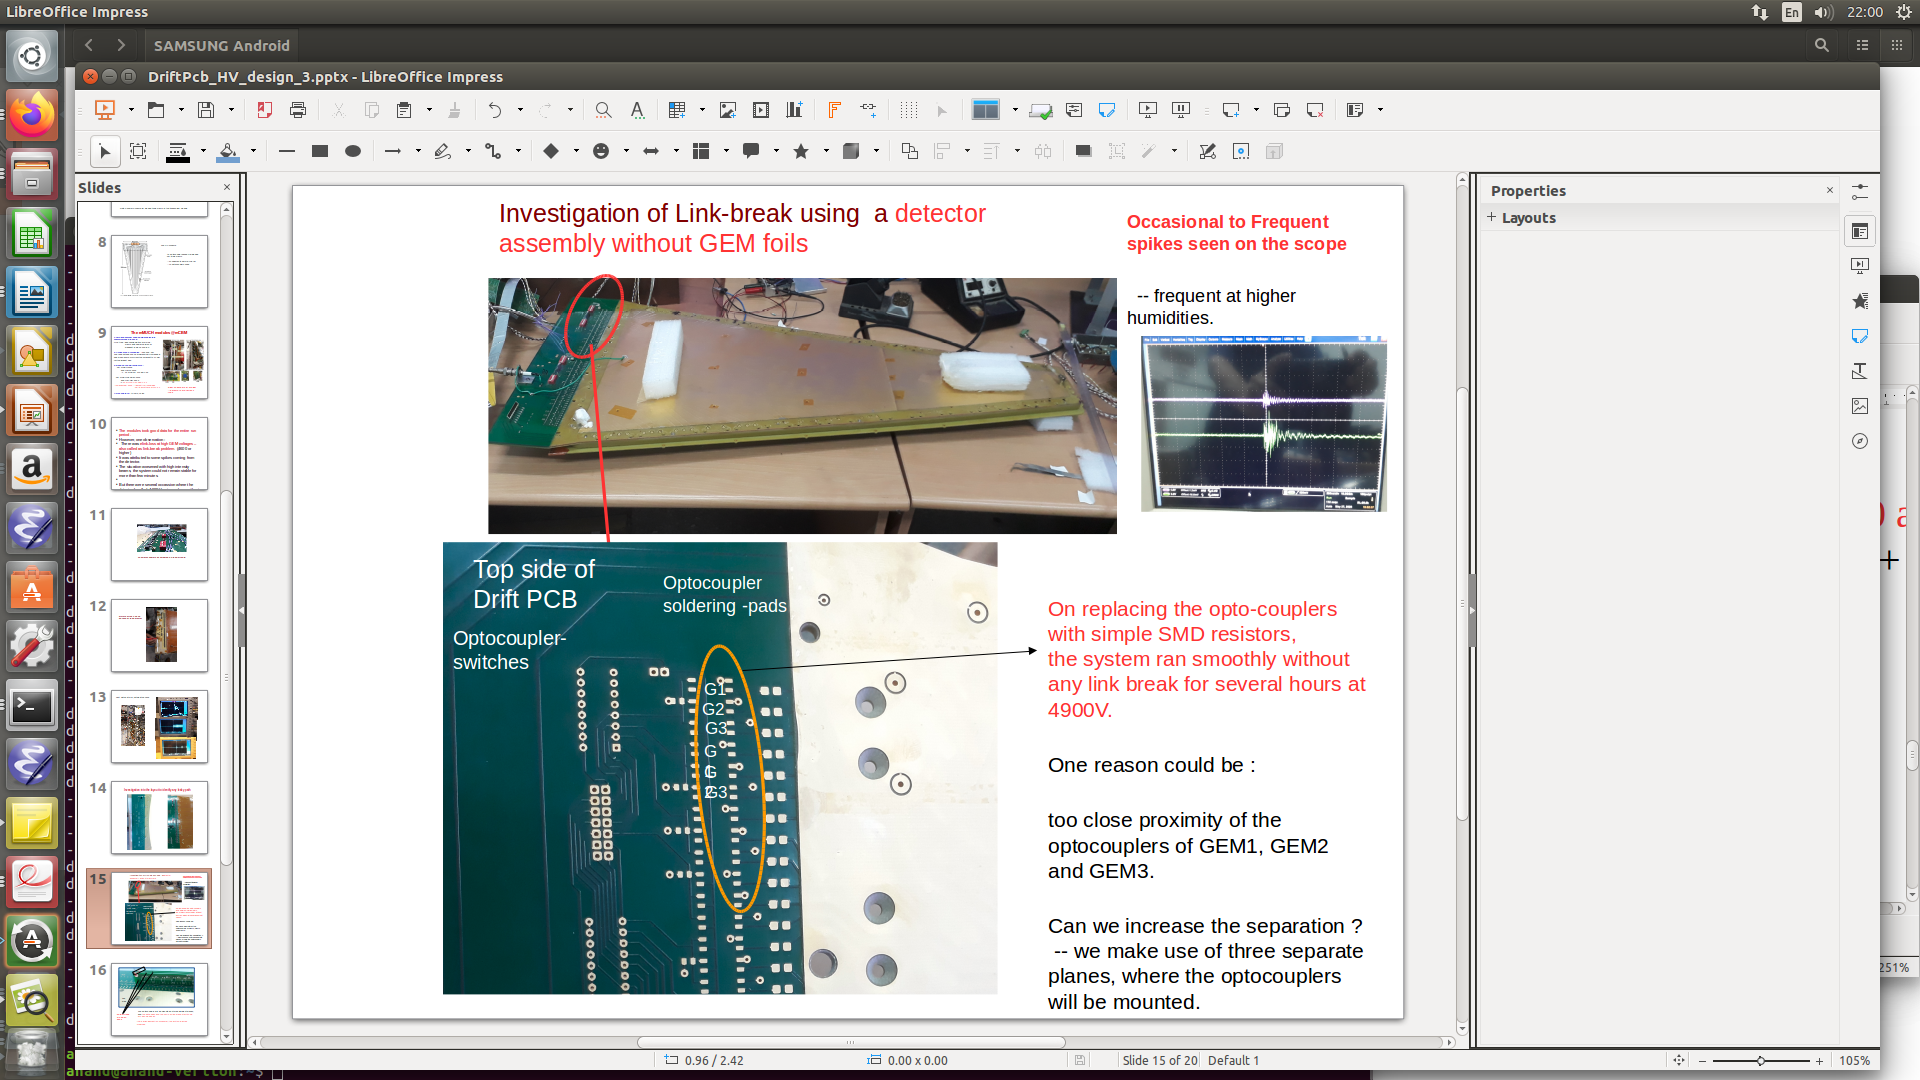 LibreOffice Impress
En
22:00
SAMSUNG Android
DriftPcb_HV_design_3.pptx - LibreOffice Impress
Slides
Properties
Layouts
8
9
10
11
12
13
14
15
16
Investigation of Link-break using a detector
assembly without GEM foils
Occasional to Frequent
spikes seen on the scope
-- frequent at higher
humidities.
Top side of
Drift PCB
Optocoupler
soldering -pads
Optocoupler-
switches
G1
G2
G3
G
G
G3
On replacing the opto-couplers
with simple SMD resistors,
the system ran smoothly without
any link break for several hours at
4900V.
One reason could be :
too close proximity of the
optocouplers of GEM1, GEM2
and GEM3.
Can we increase the separation ?
-- we make use of three separate
planes, where the optocouplers
will be mounted.
251%
0.96 / 2.42
0.00 x 0.00
Slide 15 of 20
Default 1
105%